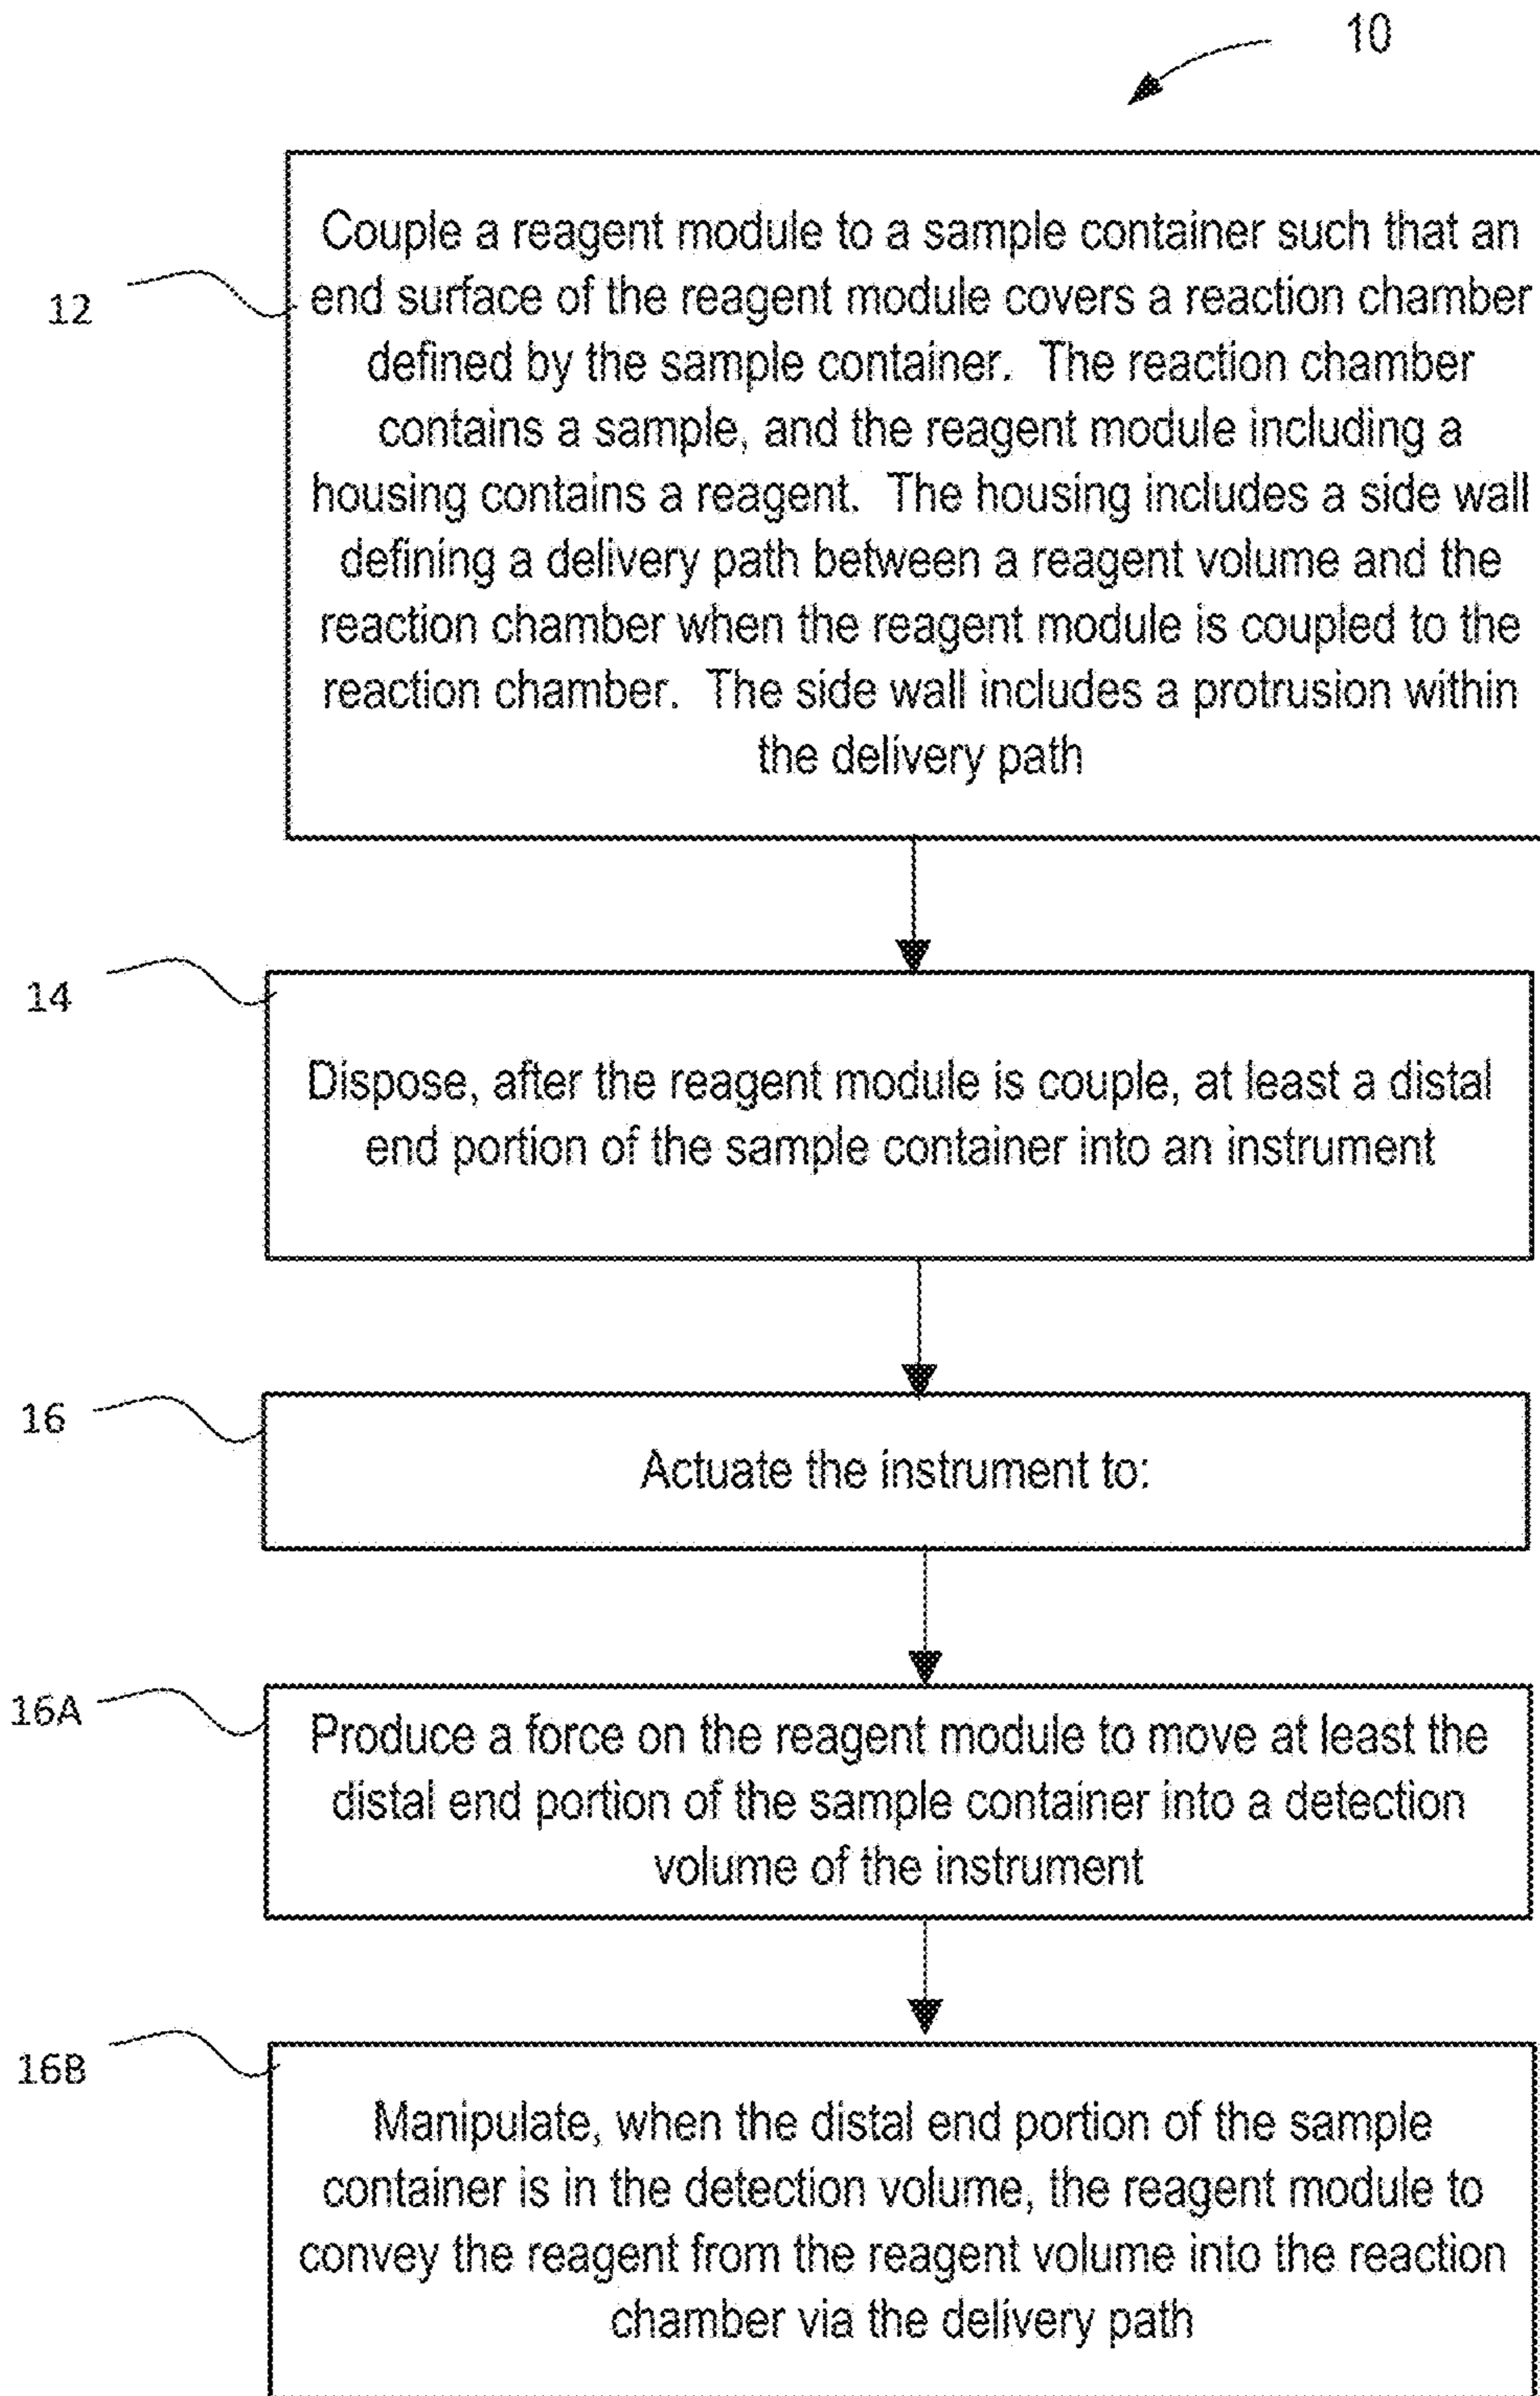 10
12
Couple a reagent module to a sample container such that an
end surface of the reagent module covers a reaction chamber
defined by the sample container. The reaction chamber
contains a sample, and the reagent module including a
housing contains a reagent. The housing includes a side wall
defining a delivery path between a reagent volume and the
reaction chamber when the reagent module is coupled to the
reaction chamber. The side wall includes a protrusion within
the delivery path
14
Dispose, after the reagent module is couple, at least a distal
end portion of the sample container into an instrument
16
Actuate the instrument to:
16A
Produce a force on the reagent module to move at least the
distal end portion of the sample container into a detection
volume of the instrument
16B
Manipulate, when the distal end portion of the sample
container is in the detection volume, the reagent module to
convey the reagent from the reagent volume into the reaction
chamber via the delivery path